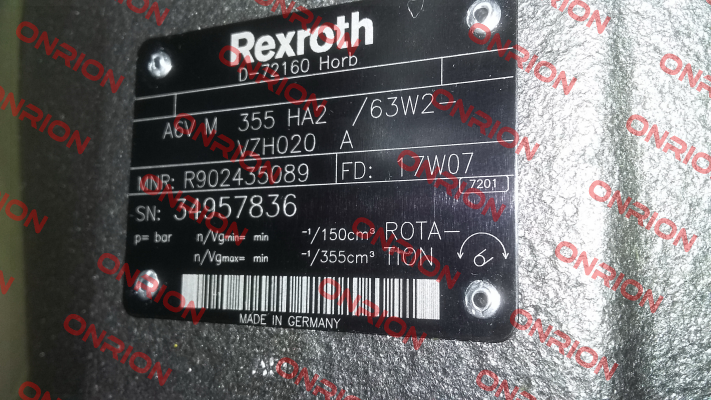 Rexroth
D-72160 Horb
A6V M 355 HA2 /63W2
VZH020 A
MNR: R902435089 FD: 17W07
7201
SN: 34957836
p= bar n/Vgmin= min -1/150cm³ ROTA-
n/Vgmax= min -1/355cm³ TION
MADE IN GERMANY
ONRION